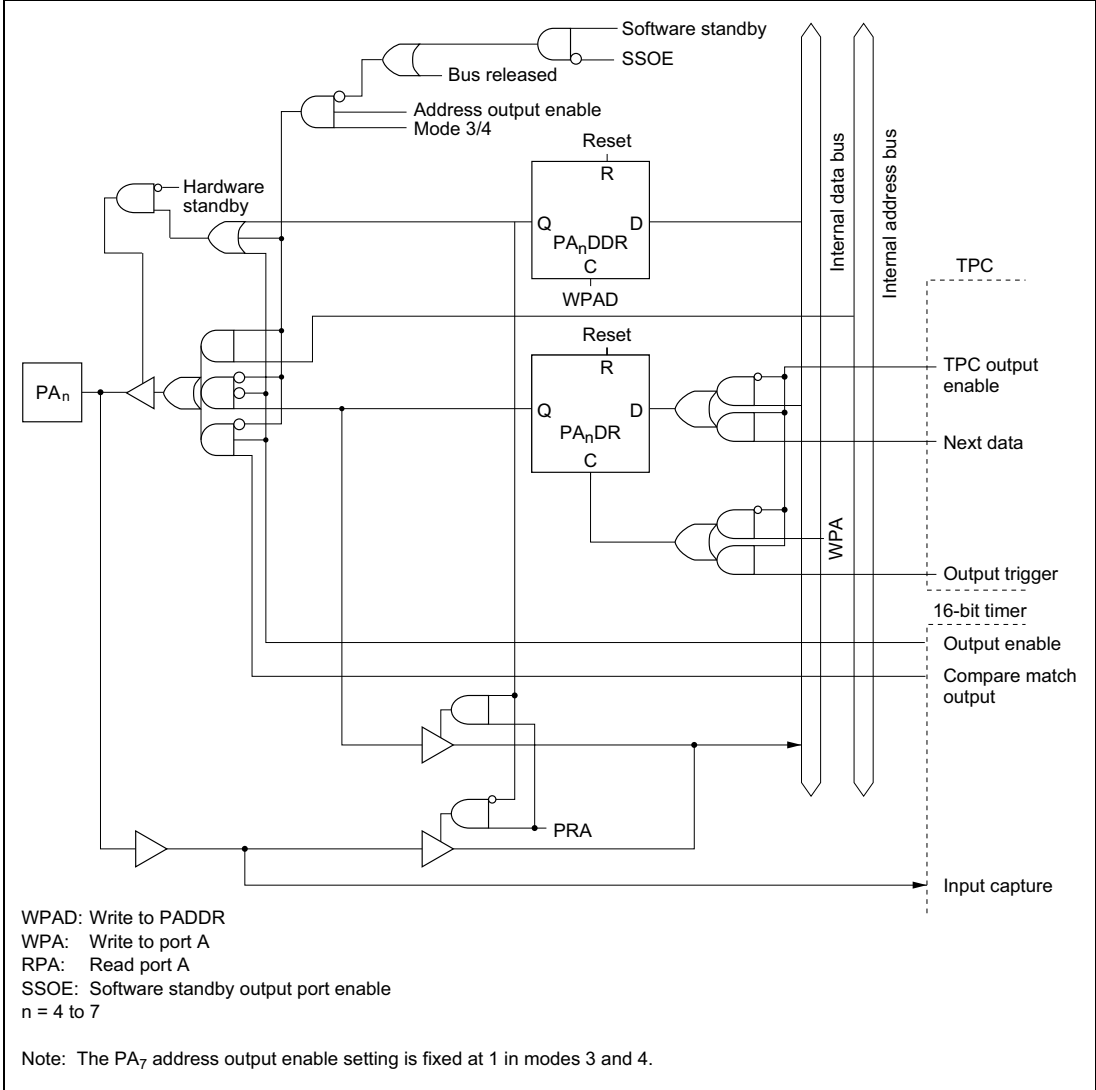 Software standby
SSOE
Bus released
Address output enable
Mode 3/4
Reset
R
Hardware
standby
Q
D
PAnDDR
C
WPAD
Internal data bus
Internal address bus
TPC
Reset
R
PAn
Q
D
PAnDR
C
TPC output
enable
Next data
WPA
Output trigger
16-bit timer
Output enable
Compare match
output
PRA
Input capture
WPAD: Write to PADDR
WPA: Write to port A
RPA: Read port A
SSOE: Software standby output port enable
n = 4 to 7
Note: The PA7 address output enable setting is fixed at 1 in modes 3 and 4.